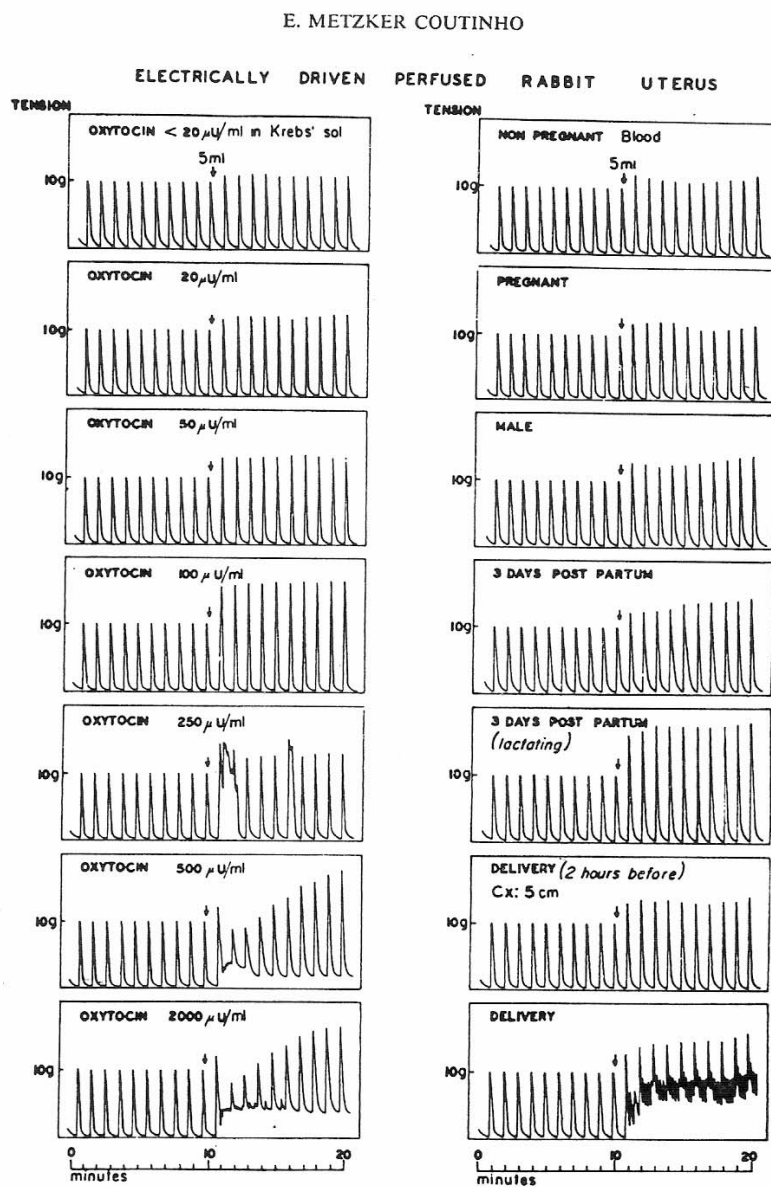 E. METZKER COUTINHO
ELECTRICALLY DRIVEN PERFUSED RABBIT UTERUS
TENSION
OXYTOCIN < 20 µU/ml in Krebs' sol
5ml
10g
OXYTOCIN 20µU/ml
10g
OXYTOCIN 50 µU/ml
10g
OXYTOCIN 100 µU/ml
10g
OXYTOCIN 250 µU/ml
10g
OXYTOCIN 500 µU/ml
10g
OXYTOCIN 2000 µU/ml
10g
0 10 20
minutes
TENSION
NON PREGNANT Blood
5ml
10g
PREGNANT
10g
MALE
10g
3 DAYS POST PARTUM
10g
3 DAYS POST PARTUM
(lactating)
10g
DELIVERY (2 hours before)
Cx: 5 cm
10g
DELIVERY
10g
0 10 20
minutes